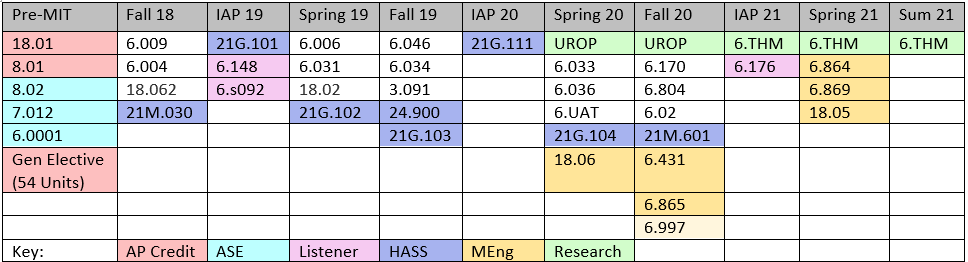 Pre-MIT Fall 18 IAP 19 Spring 19 Fall 19 IAP 20 Spring 20 Fall 20 IAP 21 Spring 21 Sum 21
18.01 6.009 21G.101 6.006 6.046 21G.111 UROP UROP 6.THM 6.THM 6.THM
8.01 6.004 6.148 6.031 6.034 6.033 6.170 6.176 6.864
8.02 18.062 6.s092 18.02 3.091 6.036 6.804 6.869
7.012 21M.030 21G.102 24.900 6.UAT 6.02 18.05
6.0001 21G.103 21G.104 21M.601
Gen Elective 18.06 6.431
(54 Units)
6.865
6.997
Key: AP Credit ASE Listener HASS MEng Research